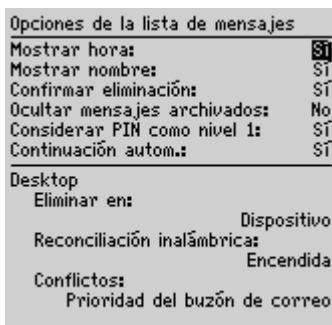 Opciones de la lista de mensajes
Mostrar hora: Sí
Mostrar nombre: Sí
Confirmar eliminación: Sí
Ocultar mensajes archivados: No
Considerar PIN como nivel 1: Sí
Continuación autom.: Sí
Desktop
Eliminar en:
Dispositivo
Reconciliación inalámbrica:
Encendida
Conflictos:
Prioridad del buzón de correo